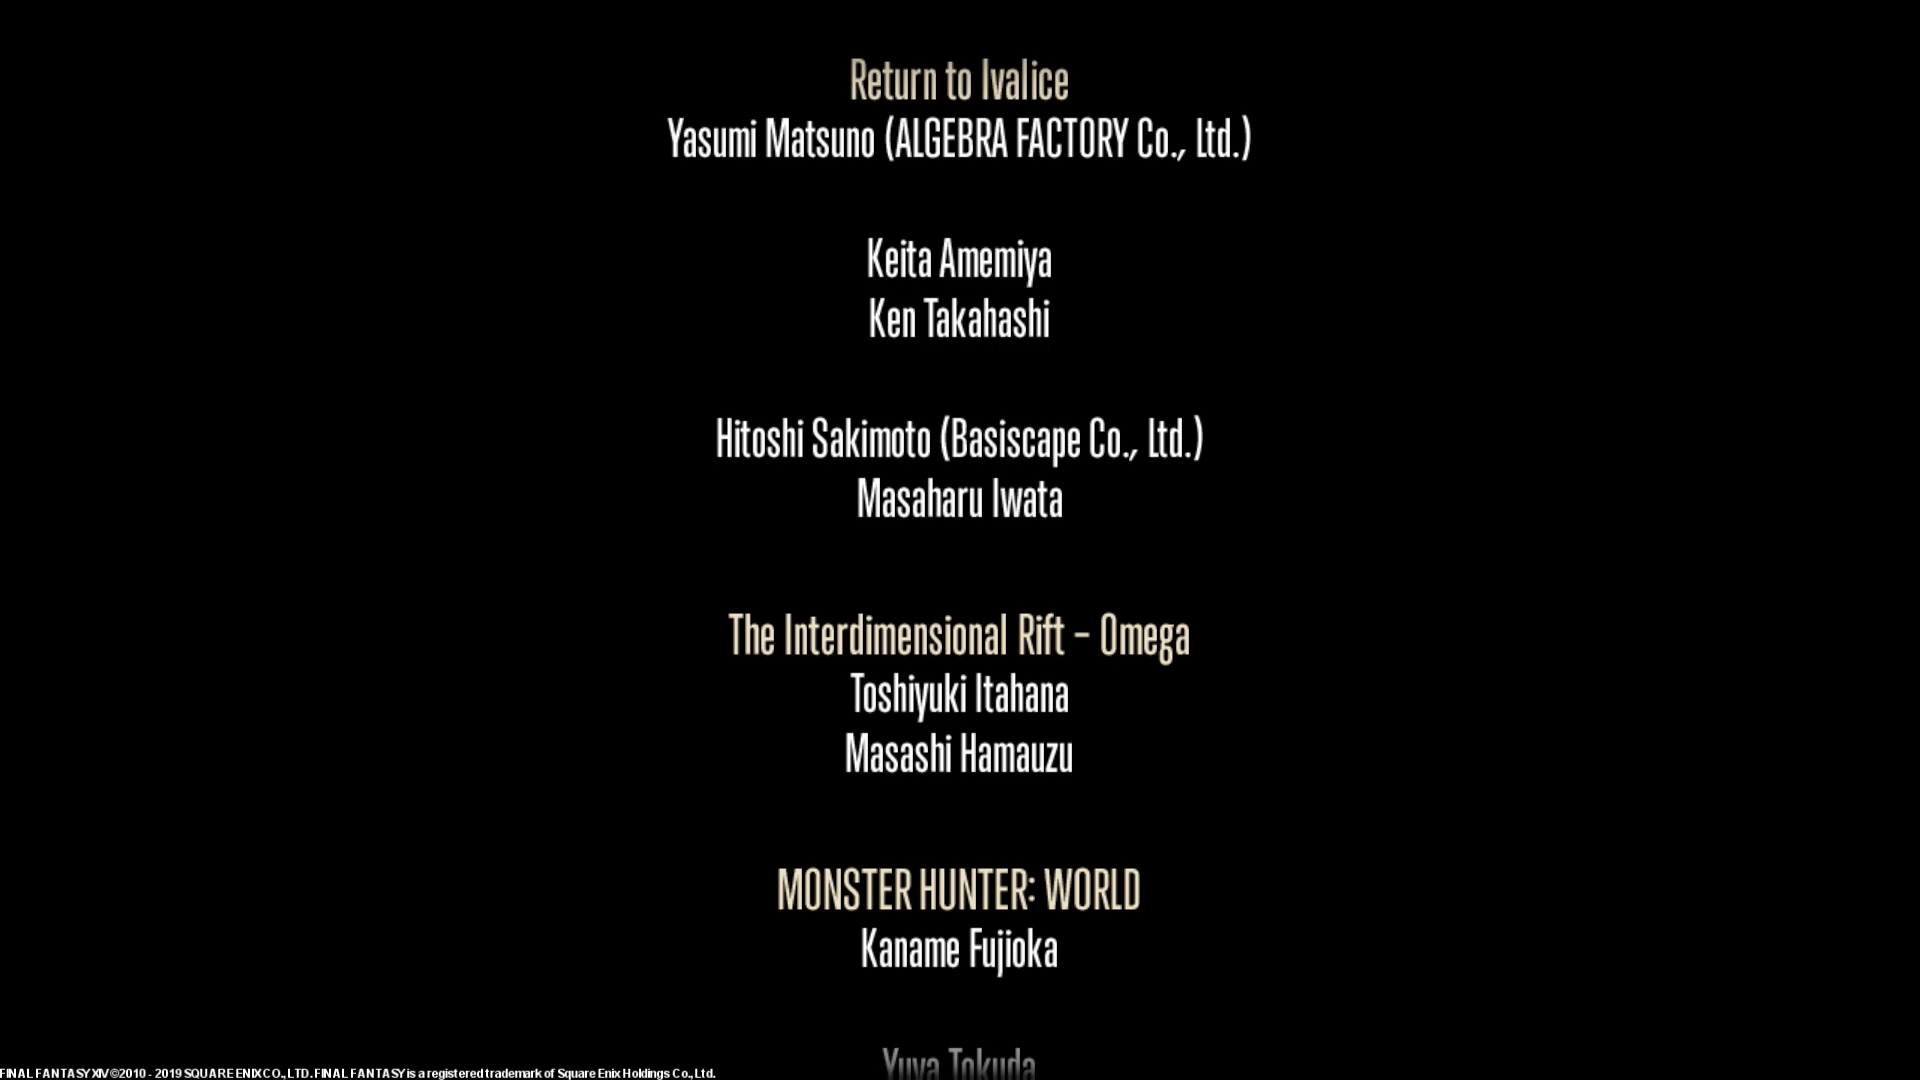 Return to Ivalice
Yasumi Matsuno (ALGEBRA FACTORY Co., Ltd.)
Keita Amemiya
Ken Takahashi
Hitoshi Sakimoto (Basiscape Co., Ltd.)
Masaharu Iwata
The Interdimensional Rift – Omega
Toshiyuki Itahana
Masashi Hamauzu
MONSTER HUNTER: WORLD
Kaname Fujioka
Yuya Tokuda
FINAL FANTASY XIV ©2010 - 2019 SQUARE ENIX CO., LTD. FINAL FANTASY is a registered trademark of Square Enix Holdings Co., Ltd.